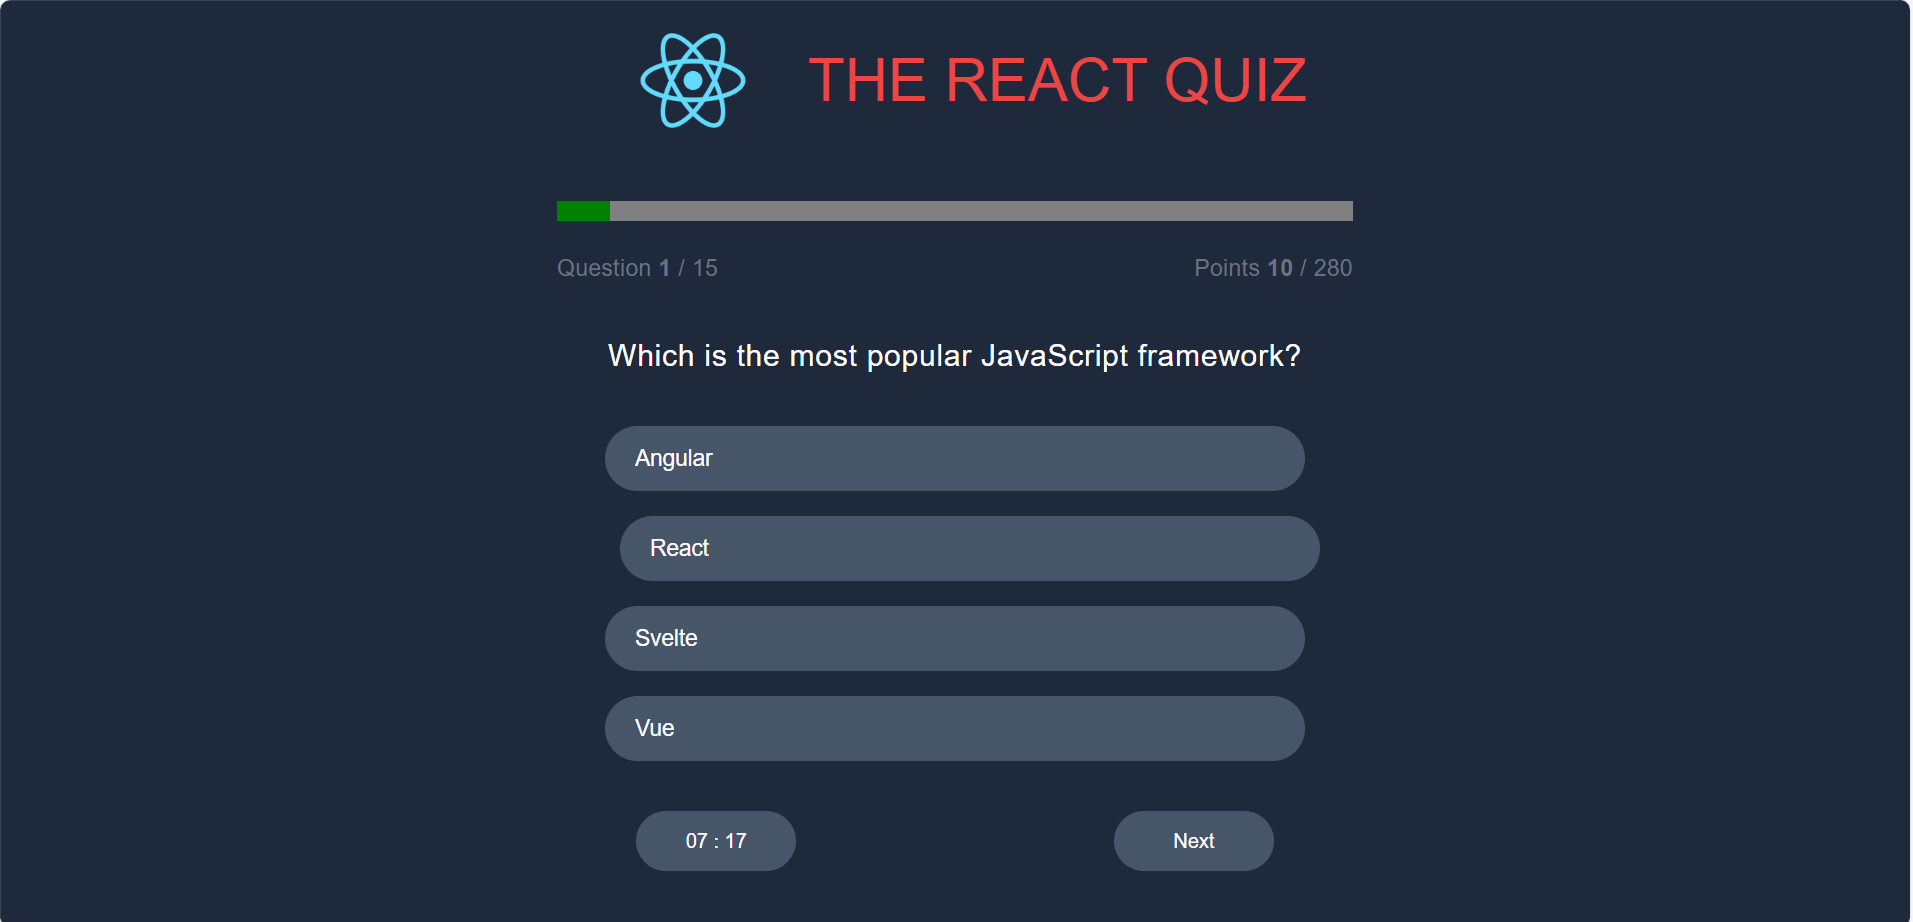 THE REACT QUIZ
Question 1 / 15
Points 10 / 280
Which is the most popular JavaScript framework?
Angular
React
Svelte
Vue
07 : 17
Next